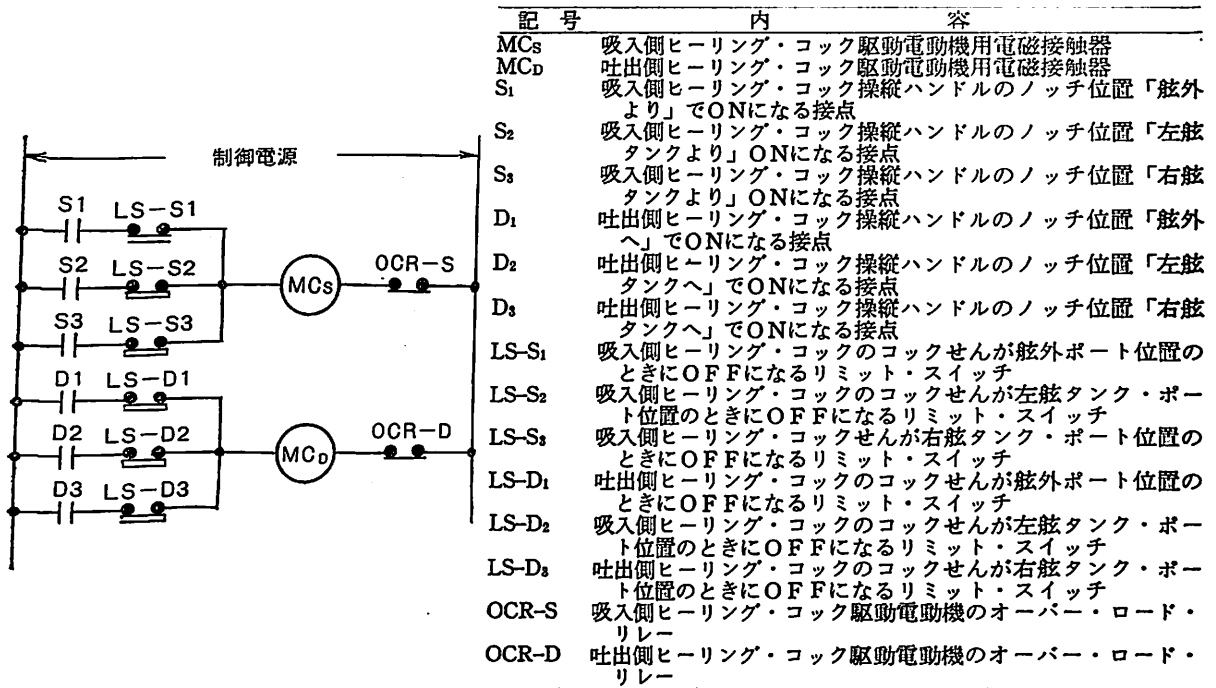 制御電源
S1 LS-S1
S2 LS-S2
S3 LS-S3
MCs
OCR-S
D1 LS-D1
D2 LS-D2
D3 LS-D3
MCD
OCR-D
記 号 内 容
MCs 吸入側ヒーリング・コック駆動電動機用電磁接触器
MCD 吐出側ヒーリング・コック駆動電動機用電磁接触器
S1 吸入側ヒーリング・コック操縦ハンドルのノッチ位置「舷外
より」でONになる接点
S2 吸入側ヒーリング・コック操縦ハンドルのノッチ位置「左舷
タンクより」ONになる接点
S3 吸入側ヒーリング・コック操縦ハンドルのノッチ位置「右舷
タンクより」ONになる接点
D1 吐出側ヒーリング・コック操縦ハンドルのノッチ位置「舷外
へ」でONになる接点
D2 吐出側ヒーリング・コック操縦ハンドルのノッチ位置「左舷
タンクへ」でONになる接点
D3 吐出側ヒーリング・コック操縦ハンドルのノッチ位置「右舷
タンクへ」でONになる接点
LS-S1 吸入側ヒーリング・コックのコックせんが舷外ポート位置の
ときにOFFになるリミット・スイッチ
LS-S2 吸入側ヒーリング・コックのコックせんが左舷タンク・ポー
ト位置のときにOFFになるリミット・スイッチ
LS-S3 吸入側ヒーリング・コックせんが右舷タンク・ポート位置の
ときにOFFになるリミット・スイッチ
LS-D1 吐出側ヒーリング・コックのコックせんが舷外ポート位置の
ときにOFFになるリミット・スイッチ
LS-D2 吸入側ヒーリング・コックのコックせんが左舷タンク・ポー
ト位置のときにOFFになるリミット・スイッチ
LS-D3 吐出側ヒーリング・コックのコックせんが右舷タンク・ポー
ト位置のときにOFFになるリミット・スイッチ
OCR-S 吸入側ヒーリング・コック駆動電動機のオーバー・ロード・
リレー
OCR-D 吐出側ヒーリング・コック駆動電動機のオーバー・ロード・
リレー